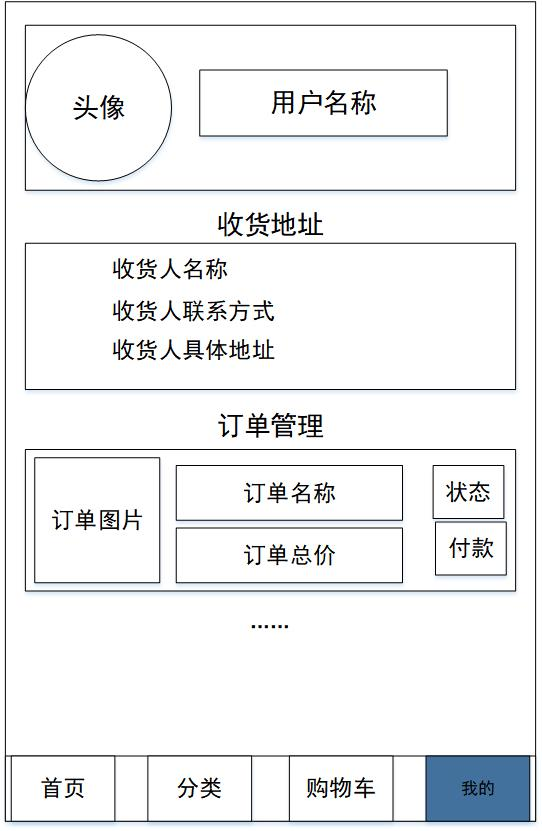 头像
用户名称
收货地址
收货人名称
收货人联系方式
收货人具体地址
订单管理
订单图片
订单名称
状态
订单总价
付款
......
首页
分类
购物车
我的